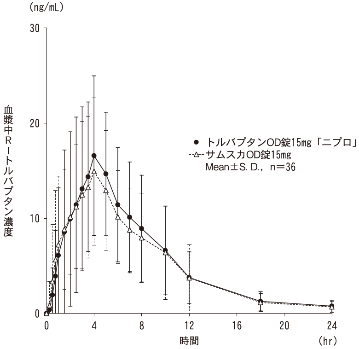 (ng/mL)
30
20
10
0
血漿中R－トルバプタン濃度
トルバプタンOD錠15mg「ニプロ」
サムスカOD錠15mg
Mean±S.D., n＝36
0 4 8 12 16 20 24
時間 (hr)